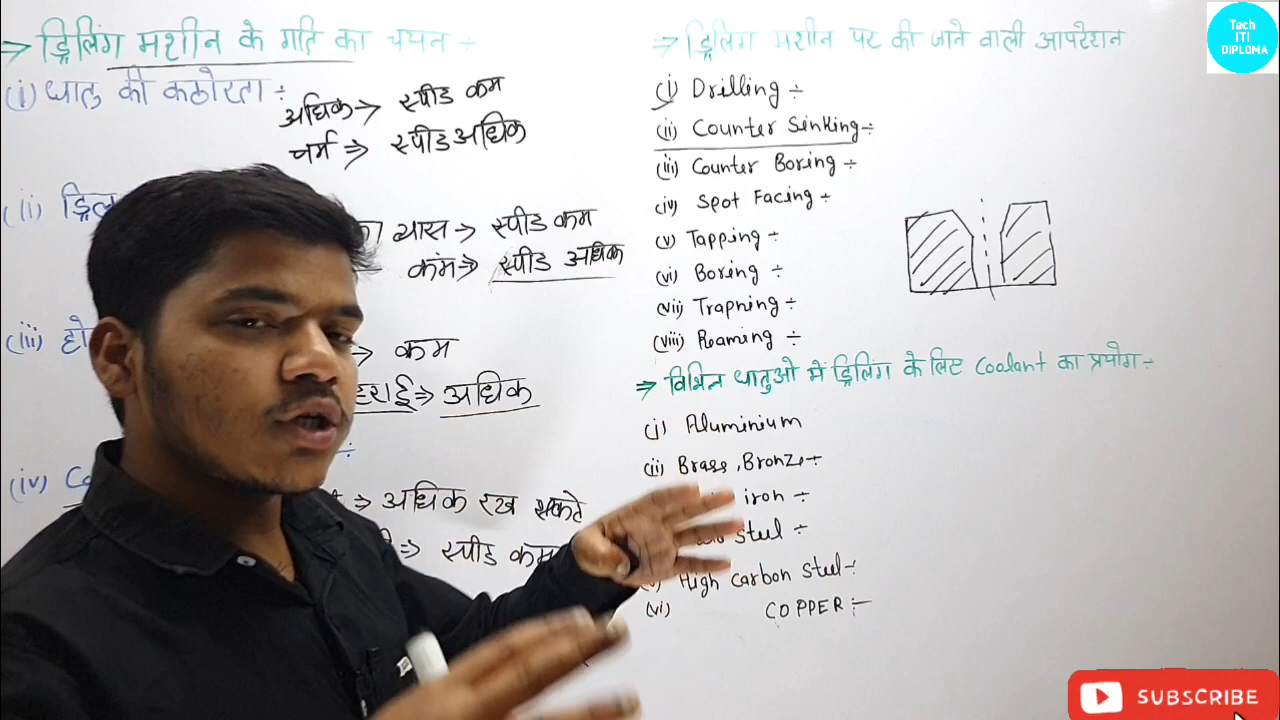 ⇒ ड्रिलिंग मशीन के गति का चयन ÷
(i) धातु की कठोरता ÷
अधिक → स्पीड कम
नर्म ⇒ स्पीड अधिक
(ii) ड्रिल
का व्यास → स्पीड कम
कम ⇒ स्पीड अधिक
(iii)
→ कम
⇒ अधिक
(iv)
⇒ अधिक रख सकते
⇒ स्पीड कम
⇒ ड्रिलिंग मशीन पर की जाने वाली आपरेशन
(i) Drilling ÷
(ii) Counter Sinking ÷
(iii) Counter Boring ÷
(iv) Spot Facing ÷
(v) Tapping ÷
(vi) Boring ÷
(vii) Trapning ÷
(viii) Reaming ÷
⇒ विभिन धातुओ में ड्रिलिंग के लिए Coolant का प्रयोग ÷
(i) Aluminium
(ii) Brass, Bronze ÷
iron ÷
steel ÷
High Carbon Steel ÷
(vi) COPPER ÷
Tech
ITI
DIPLOMA
SUBSCRIBE